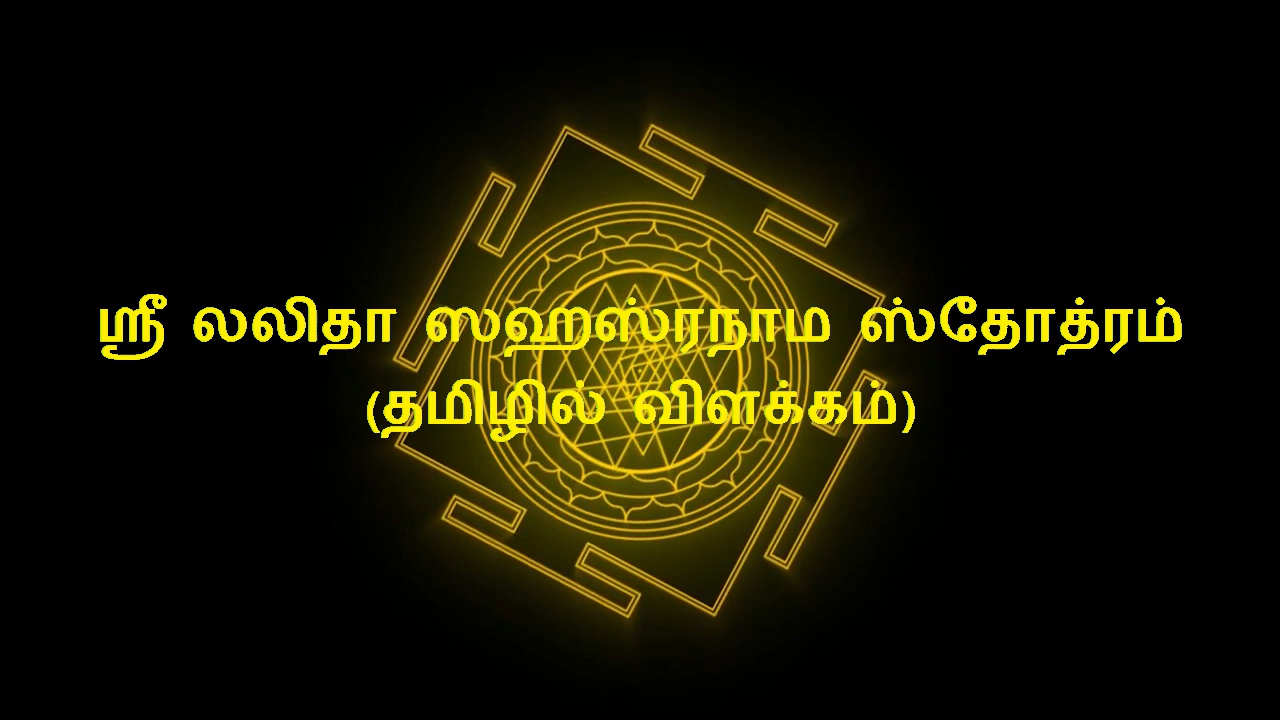 ஸ்ரீ லலிதா ஸஹஸ்ரநாம ஸ்தோத்ரம்
(தமிழில் விளக்கம்)